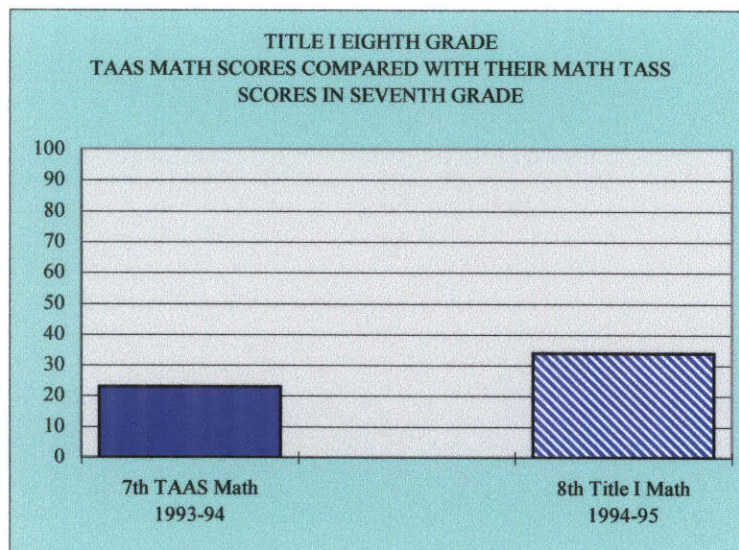 TITLE I EIGHTH GRADE
TAAS MATH SCORES COMPARED WITH THEIR MATH TASS
SCORES IN SEVENTH GRADE
100
90
80
70
60
50
40
30
20
10
0
7th TAAS Math
1993-94
8th Title I Math
1994-95